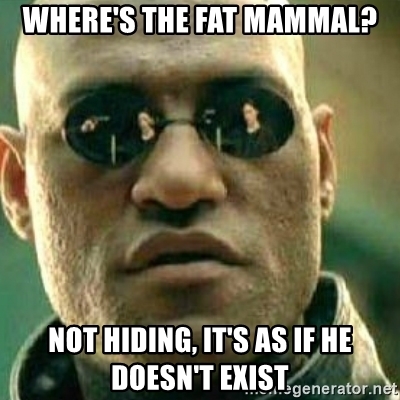 WHERE'S THE FAT MAMMAL?
NOT HIDING, IT'S AS IF HE
DOESN'T EXIST